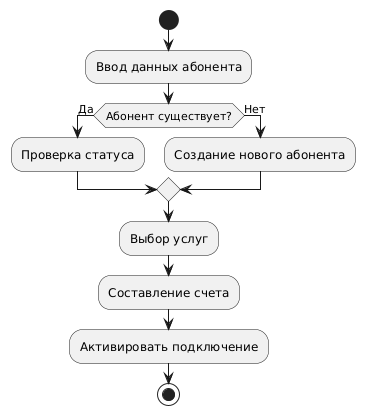 Ввод данных абонента
Да
Абонент существует?
Нет
Проверка статуса
Создание нового абонента
Выбор услуг
Составление счета
Активировать подключение